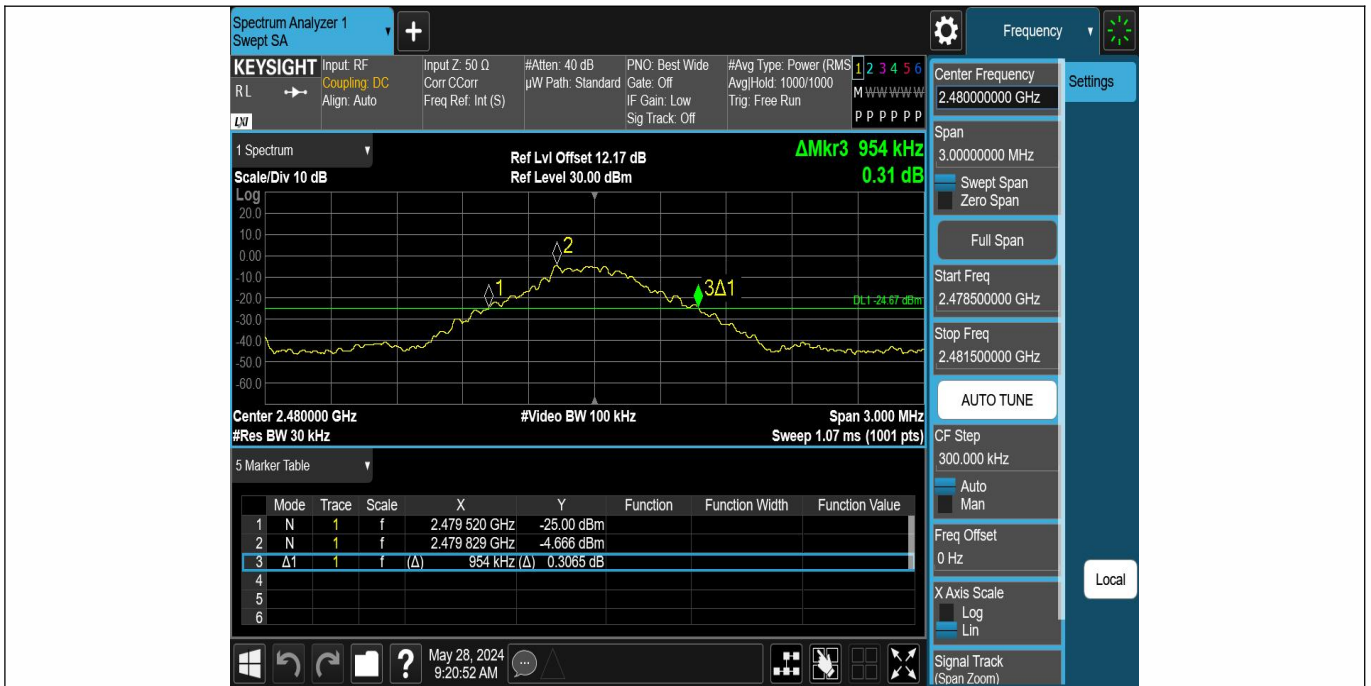 Spectrum Analyzer 1
Swept SA
+
Frequency
KEYSIGHT
RL
LXI
Input: RF
Coupling: DC
Align: Auto
Input Z: 50 Ω
Corr CCorr
Freq Ref: Int (S)
#Atten: 40 dB
µW Path: Standard
PNO: Best Wide
Gate: Off
IF Gain: Low
Sig Track: Off
#Avg Type: Power (RMS
Avg|Hold: 1000/1000
Trig: Free Run
1 2 3 4 5 6
M W W W W W
P P P P P P
1 Spectrum
Scale/Div 10 dB
Ref Lvl Offset 12.17 dB
Ref Level 30.00 dBm
ΔMkr3 954 kHz
0.31 dB
Log
20.0
10.0
0.00
-10.0
-20.0
-30.0
-40.0
-50.0
-60.0
2
1
3Δ1
DL1 -24.67 dBm
Center 2.480000 GHz
#Video BW 100 kHz
Span 3.000 MHz
#Res BW 30 kHz
Sweep 1.07 ms (1001 pts)
5 Marker Table
Mode Trace Scale X Y Function Function Width Function Value
1 N 1 f 2.479 520 GHz -25.00 dBm
2 N 1 f 2.479 829 GHz -4.666 dBm
3 Δ1 1 f (Δ) 954 kHz (Δ) 0.3065 dB
4
5
6
?
May 28, 2024
9:20:52 AM
Center Frequency
2.480000000 GHz
Settings
Span
3.00000000 MHz
Swept Span
Zero Span
Full Span
Start Freq
2.478500000 GHz
Stop Freq
2.481500000 GHz
AUTO TUNE
CF Step
300.000 kHz
Auto
Man
Freq Offset
0 Hz
Local
X Axis Scale
Log
Lin
Signal Track
(Span Zoom)